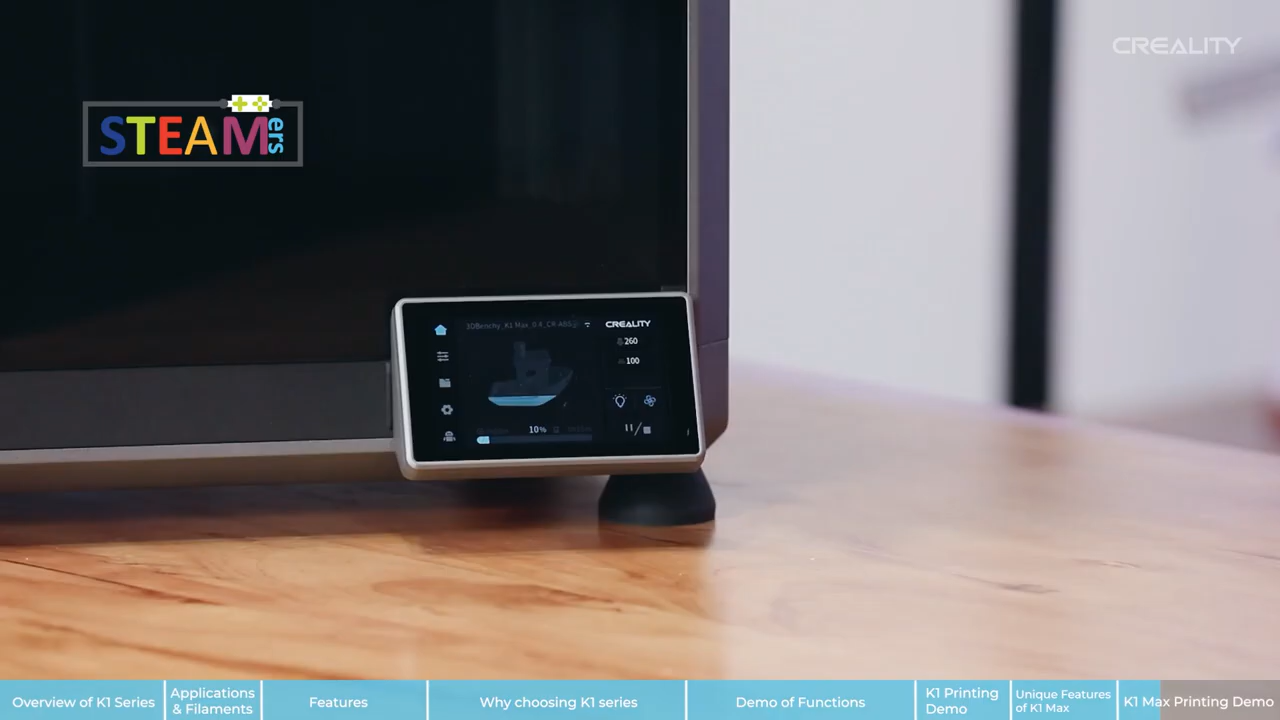 CREALITY
STEAMers
3DBenchy_K1 Max_0.4_CR-ABS
CREALITY
260
100
10%
Overview of K1 Series
Applications
& Filaments
Features
Why choosing K1 series
Demo of Functions
K1 Printing
Demo
Unique Features
of K1 Max
K1 Max Printing Demo